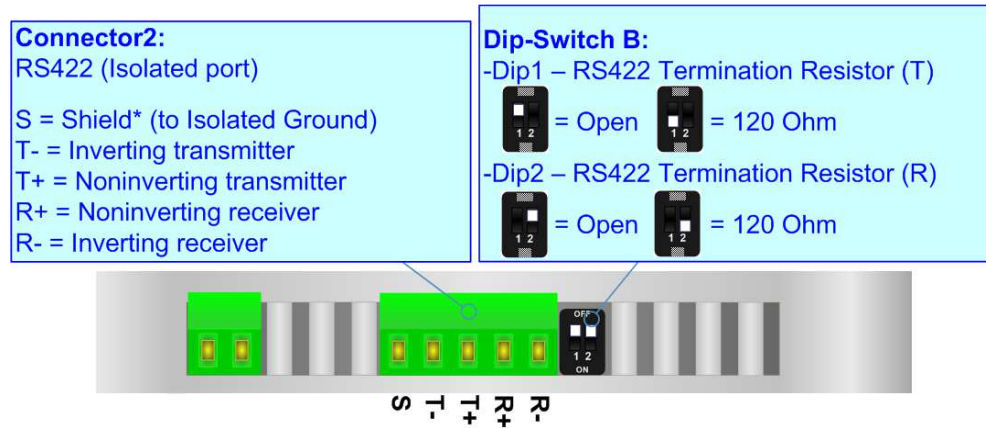 Connector2:
RS422 (Isolated port)
S = Shield* (to Isolated Ground)
T- = Inverting transmitter
T+ = Noninverting transmitter
R+ = Noninverting receiver
R- = Inverting receiver
Dip-Switch B:
-Dip1 – RS422 Termination Resistor (T)
1 2 = Open 1 2 = 120 Ohm
-Dip2 – RS422 Termination Resistor (R)
1 2 = Open 1 2 = 120 Ohm
OFF
1 2
ON
S T- T+ R+ R-